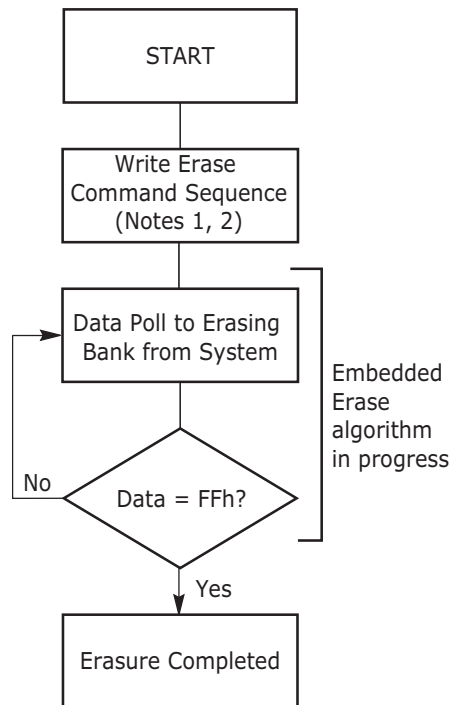 START
Write Erase
Command Sequence
(Notes 1, 2)
Data Poll to Erasing
Bank from System
Embedded
Erase
algorithm
in progress
No
Data = FFh?
Yes
Erasure Completed